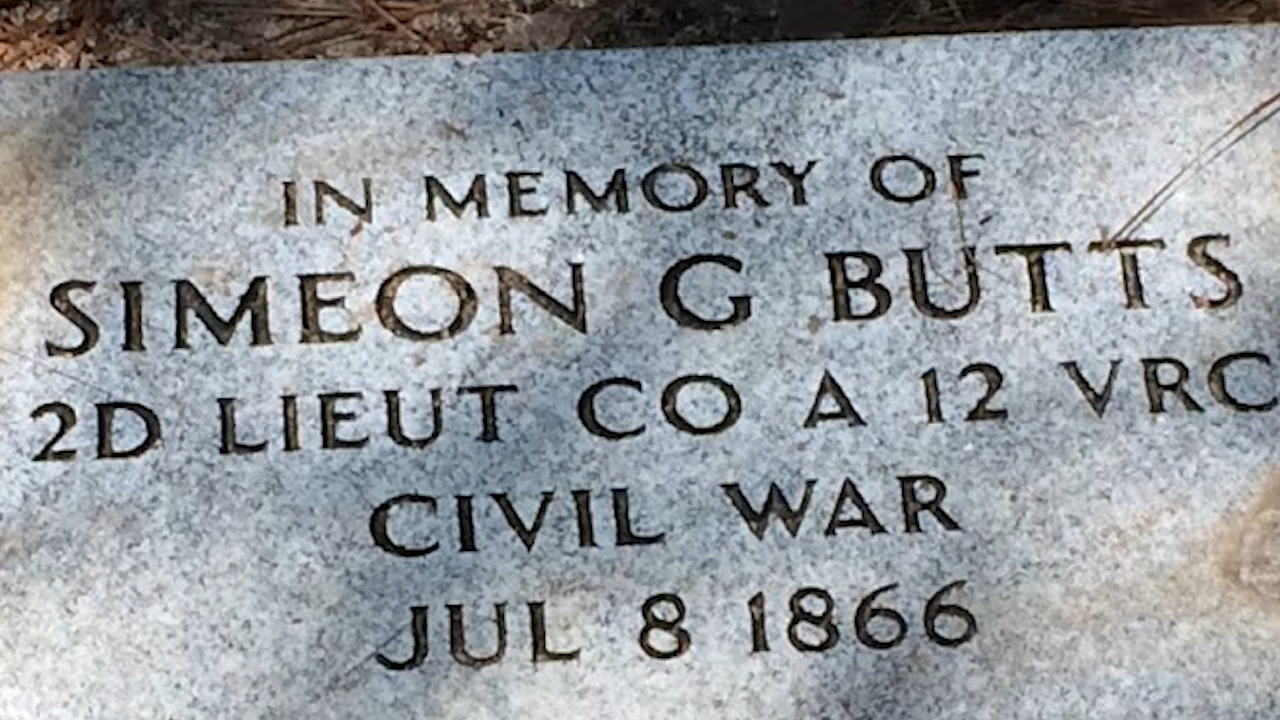 IN MEMORY OF
SIMEON G BUTTS
2D LIEUT CO A 12 VRC
CIVIL WAR
JUL 8 1866